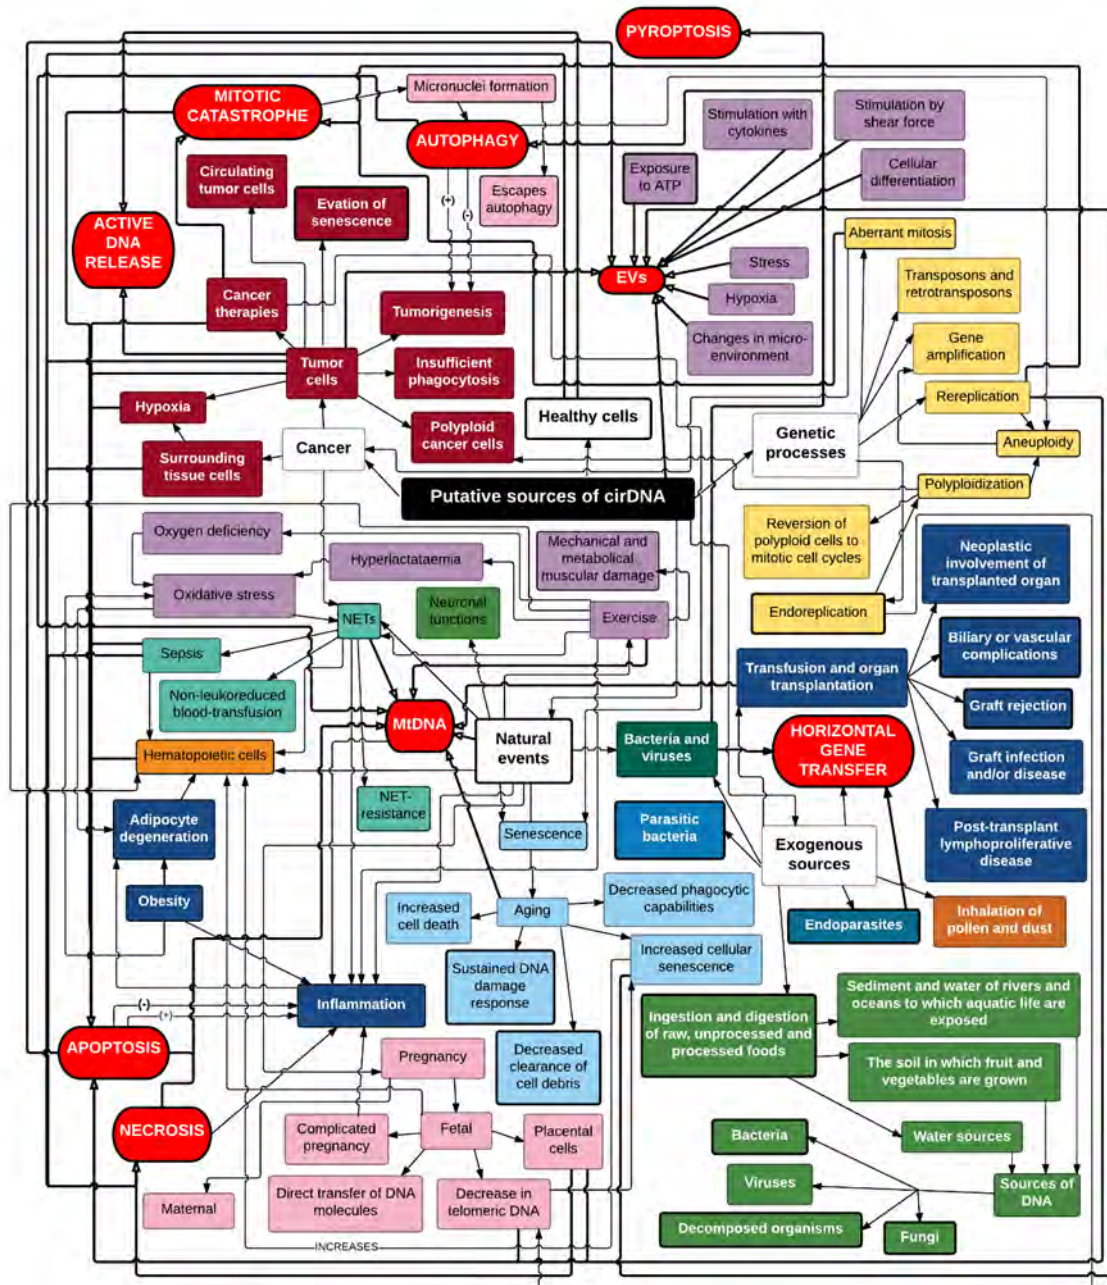 PYROPTOSIS
MITOTIC
CATASTROPHE
Micronuclei formation
AUTOPHAGY
Stimulation with
cytokines
Stimulation by
shear force
Circulating
tumor cells
Evation of
senescence
Exposure
to ATP
Cellular
differentiation
Escapes
autophagy
(+)
(-)
ACTIVE
DNA
RELEASE
Aberrant mitosis
EVs
Stress
Transposons and
retrotransposons
Cancer
therapies
Tumorigenesis
Hypoxia
Changes in micro-
environment
Gene
amplification
Tumor
cells
Insufficient
phagocytosis
Hypoxia
Healthy cells
Rereplication
Polyploid
cancer cells
Genetic
processes
Aneuploidy
Surrounding
tissue cells
Cancer
Putative sources of cirDNA
Polyploidization
Oxygen deficiency
Hyperlactataemia
Mechanical and
metabolical
muscular damage
Reversion of
polyploid cells to
mitotic cell cycles
Neoplastic
involvement of
transplanted organ
Oxidative stress
NETs
Neuronal
functions
Exercise
Endoreplication
Biliary or vascular
complications
Sepsis
Transfusion and organ
transplantation
Non-leukoreduced
blood-transfusion
Graft rejection
MtDNA
Natural
events
Bacteria and
viruses
HORIZONTAL
GENE
TRANSFER
Hematopoietic cells
Graft infection
and/or disease
NET-
resistance
Adipocyte
degeneration
Senescence
Parasitic
bacteria
Exogenous
sources
Post-transplant
lymphoproliferative
disease
Obesity
Increased
cell death
Aging
Decreased phagocytic
capabilities
Endoparasites
Inhalation of
pollen and dust
Sustained DNA
damage
response
Increased cellular
senescence
Inflammation
(-)
(+)
Sediment and water of rivers and
oceans to which aquatic life are
exposed
Ingestion and digestion
of raw, unprocessed and
processed foods
APOPTOSIS
Pregnancy
Decreased
clearance of
cell debris
The soil in which fruit and
vegetables are grown
NECROSIS
Complicated
pregnancy
Fetal
Placental
cells
Bacteria
Water sources
Maternal
Direct transfer of DNA
molecules
Decrease in
telomeric DNA
Viruses
Sources of
DNA
Decomposed organisms
Fungi
INCREASES